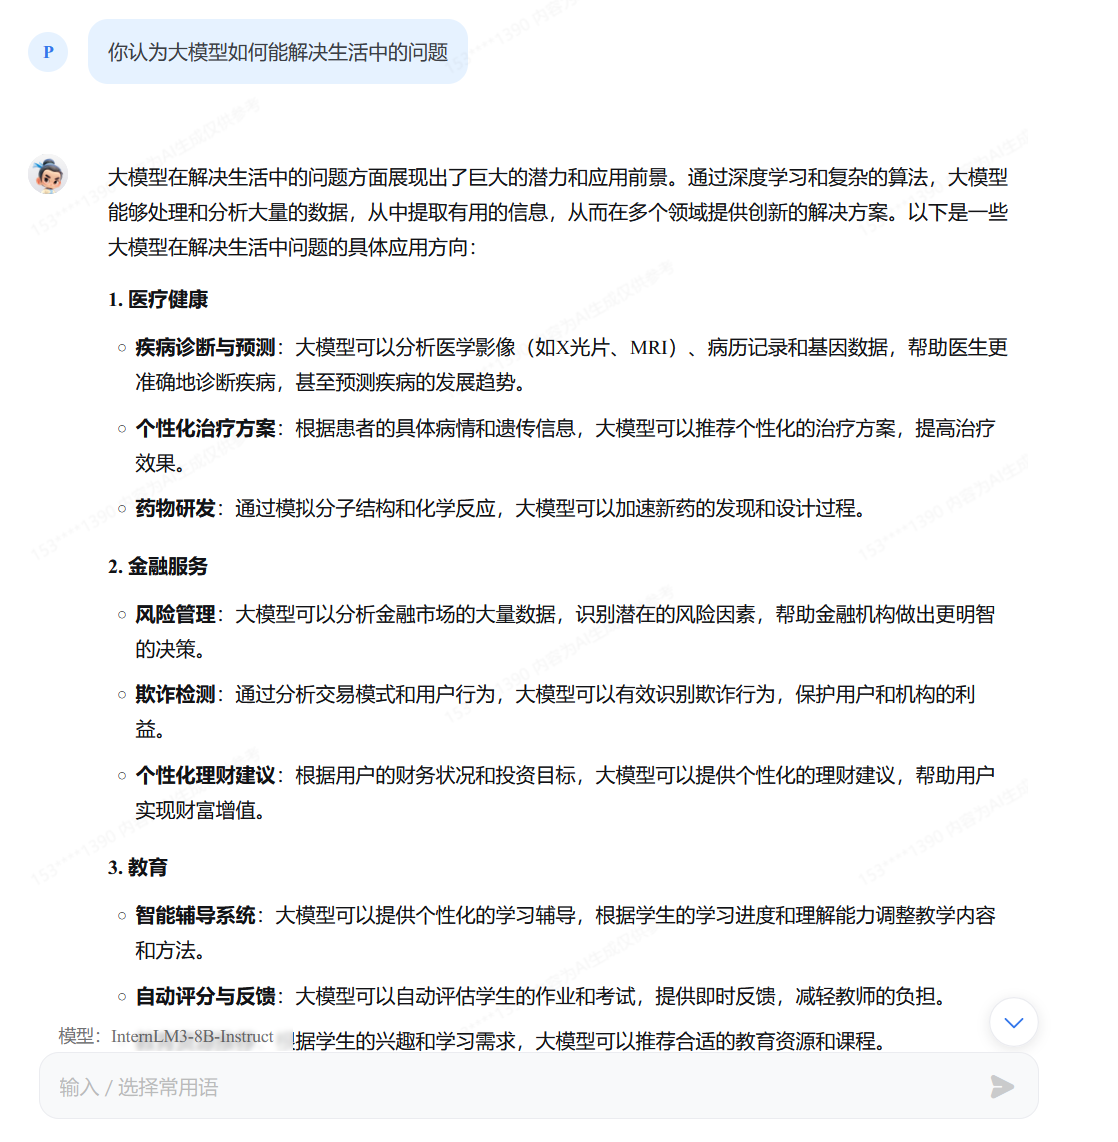 P
你认为大模型如何能解决生活中的问题
大模型在解决生活中的问题方面展现出了巨大的潜力和应用前景。通过深度学习和复杂的算法，大模型
能够处理和分析大量的数据，从中提取有用的信息，从而在多个领域提供创新的解决方案。以下是一些
大模型在解决生活中问题的具体应用方向：
1. 医疗健康
疾病诊断与预测：大模型可以分析医学影像（如X光片、MRI）、病历记录和基因数据，帮助医生更
准确地诊断疾病，甚至预测疾病的发展趋势。
个性化治疗方案：根据患者的具体病情和遗传信息，大模型可以推荐个性化的治疗方案，提高治疗
效果。
药物研发：通过模拟分子结构和化学反应，大模型可以加速新药的发现和设计过程。
2. 金融服务
风险管理：大模型可以分析金融市场的大量数据，识别潜在的风险因素，帮助金融机构做出更明智
的决策。
欺诈检测：通过分析交易模式和用户行为，大模型可以有效识别欺诈行为，保护用户和机构的利
益。
个性化理财建议：根据用户的财务状况和投资目标，大模型可以提供个性化的理财建议，帮助用户
实现财富增值。
3. 教育
智能辅导系统：大模型可以提供个性化的学习辅导，根据学生的学习进度和理解能力调整教学内容
和方法。
自动评分与反馈：大模型可以自动评估学生的作业和考试，提供即时反馈，减轻教师的负担。
据学生的兴趣和学习需求，大模型可以推荐合适的教育资源和课程。
模型：InternLM3-8B-Instruct
输入 / 选择常用语
153****1390 内容为AI生成仅供参考